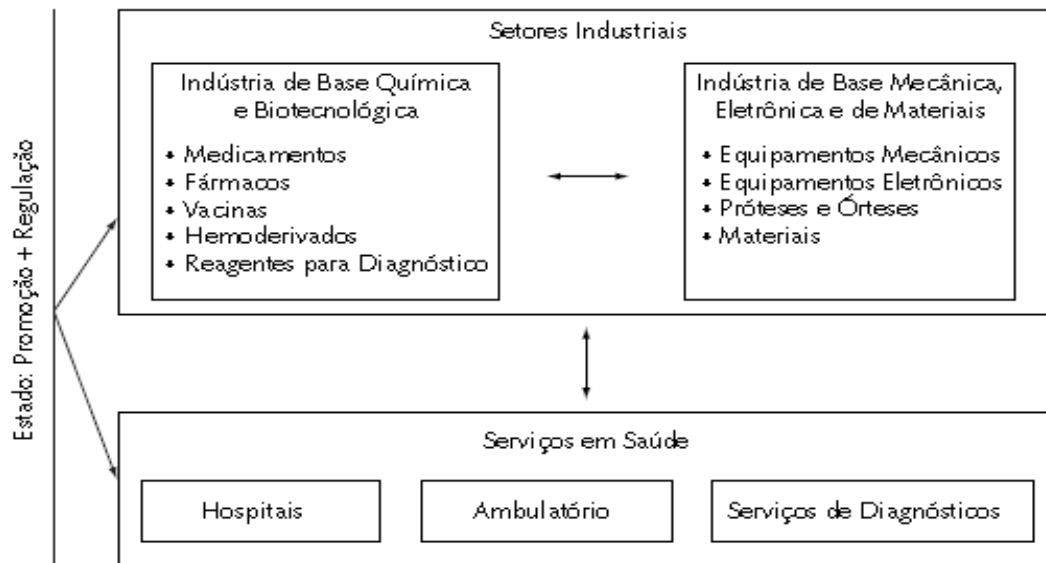 Estado: Promoção + Regulação
Setores Industriais
Indústria de Base Química
e Biotecnológica
• Medicamentos
• Fármacos
• Vacinas
• Hemoderivados
• Reagentes para Diagnóstico
Indústria de Base Mecânica,
Eletrônica e de Materiais
• Equipamentos Mecânicos
• Equipamentos Eletrônicos
• Próteses e Órteses
• Materiais
Serviços em Saúde
Hospitais
Ambulatório
Serviços de Diagnósticos